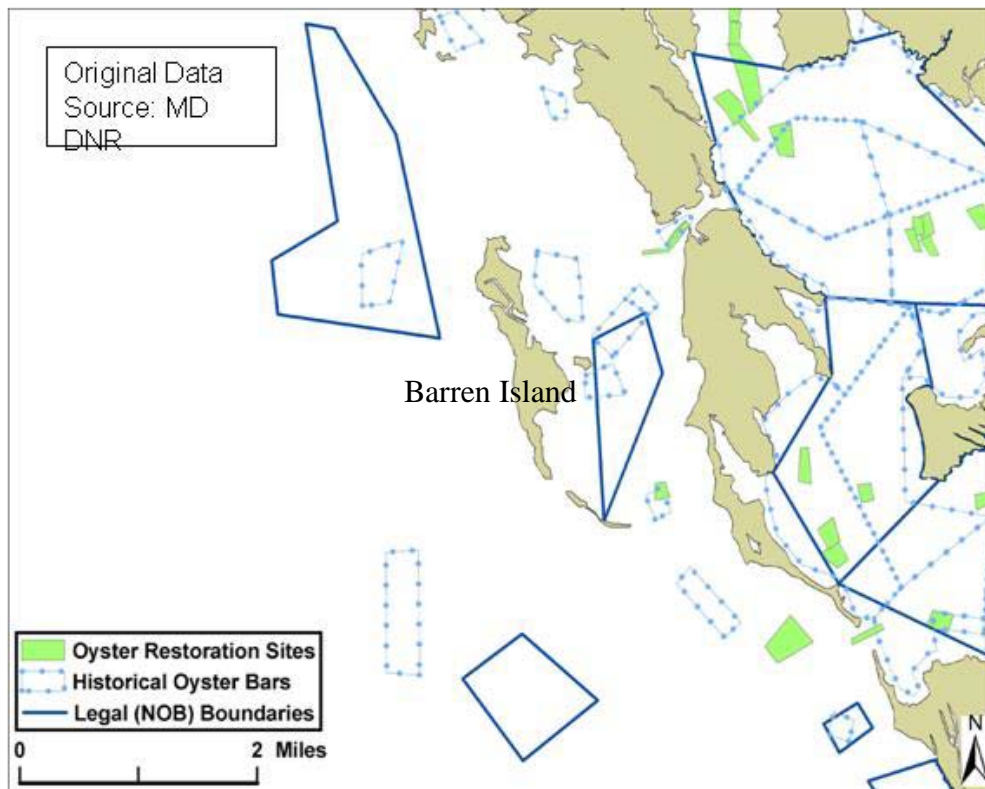 Original Data
Source: MD
DNR
Barren Island
Oyster Restoration Sites
Historical Oyster Bars
Legal (NOB) Boundaries
0 2 Miles
N